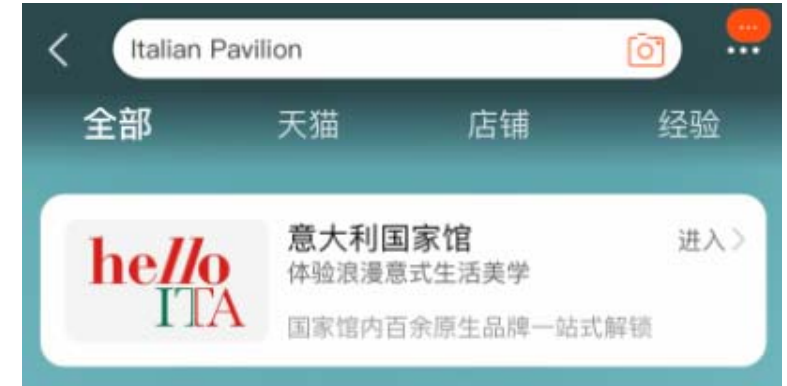 Italian Pavilion
全部 天猫 店铺 经验
hello
ITA
意大利国家馆
进入
体验浪漫意式生活美学
国家馆内百余原生品牌一站式解锁